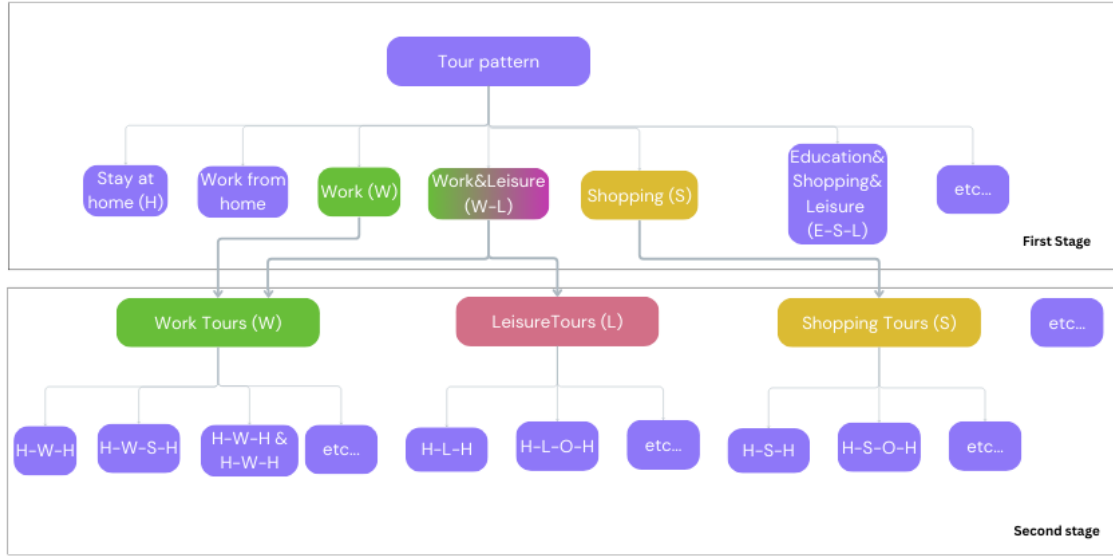 Tour pattern
Stay at
home (H)
Work from
home
Work (W)
Work&Leisure
(W-L)
Shopping (S)
Education&
Shopping&
Leisure
(E-S-L)
etc...
First Stage
Work Tours (W)
LeisureTours (L)
Shopping Tours (S)
etc...
H-W-H
H-W-S-H
H-W-H &
H-W-H
etc...
H-L-H
H-L-O-H
etc...
H-S-H
H-S-O-H
etc...
Second stage